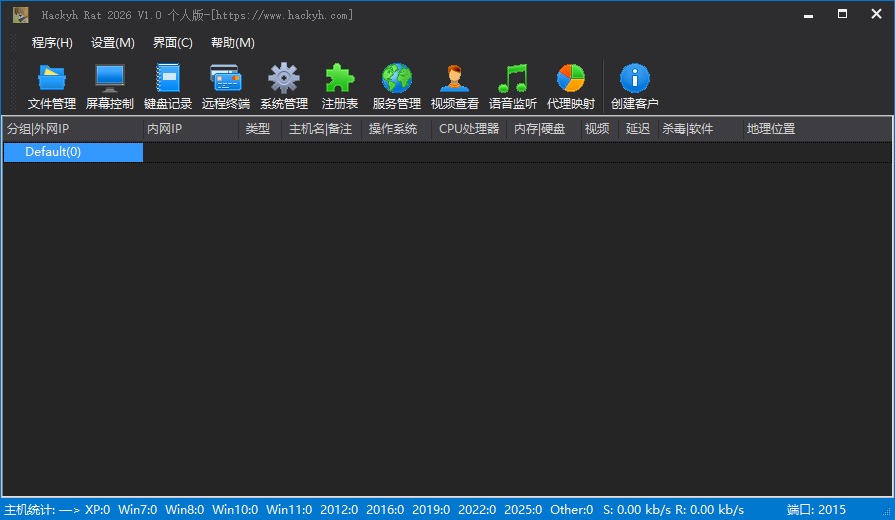 Hackyh Rat 2026 V1.0 个人版-[https://www.hackyh.com]
程序(H) 设置(M) 界面(C) 帮助(M)
文件管理 屏幕控制 键盘记录 远程终端 系统管理 注册表 服务管理 视频查看 语音监听 代理映射 创建客户
分组|外网IP 内网IP 类型 主机名|备注 操作系统 CPU处理器 内存|硬盘 视频 延迟 杀毒|软件 地理位置
Default(0)
主机统计: —> XP:0 Win7:0 Win8:0 Win10:0 Win11:0 2012:0 2016:0 2019:0 2022:0 2025:0 Other:0 S: 0.00 kb/s R: 0.00 kb/s 端口: 2015